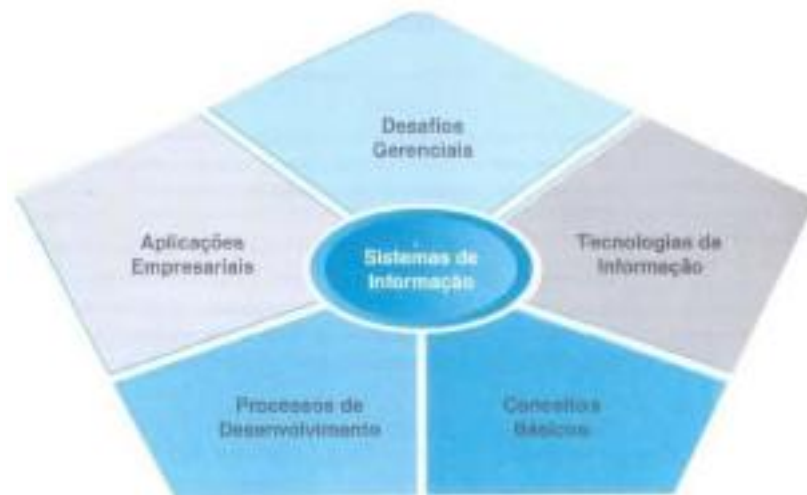 Desafios
Gerenciais
Aplicações
Empresariais
Sistemas de
Informação
Tecnologias de
Informação
Processos de
Desenvolvimento
Conceitos
Básicos